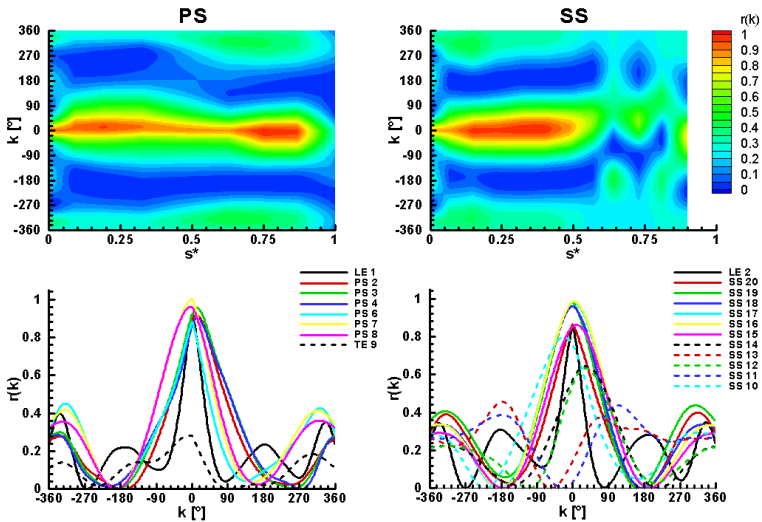 PS
SS
r(k)
360
270
180
90
0
-90
-180
-270
-360
k [°]
0
0.25
0.5
0.75
1
s*
360
270
180
90
0
-90
-180
-270
-360
k [°]
0
0.25
0.5
0.75
1
s*
1
0.9
0.8
0.7
0.6
0.5
0.4
0.3
0.2
0.1
0
LE 1
PS 2
PS 3
PS 4
PS 6
PS 7
PS 8
TE 9
1
0.8
0.6
0.4
0.2
0
r(k)
-360 -270 -180 -90 0 90 180 270 360
k [°]
LE 2
SS 20
SS 19
SS 18
SS 17
SS 16
SS 15
SS 14
SS 13
SS 12
SS 11
SS 10
1
0.8
0.6
0.4
0.2
0
r(k)
-360 -270 -180 -90 0 90 180 270 360
k [°]